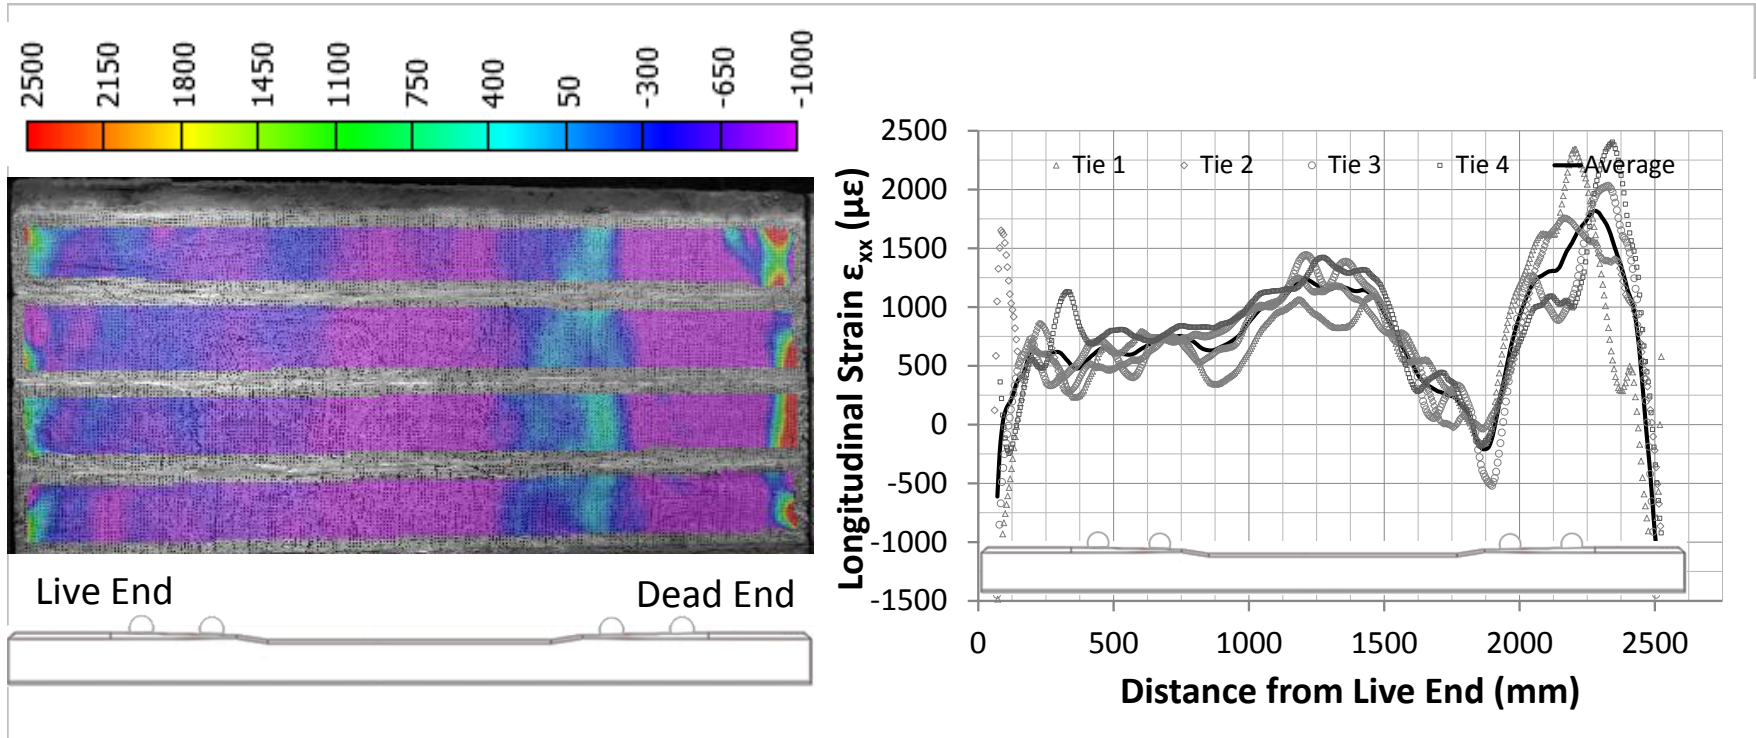 2500 2150 1800 1450 1100 750 400 50 -300 -650 -1000
Live End
Dead End
Longitudinal Strain εxx (με)
2500
2000
1500
1000
500
0
-500
-1000
-1500
Tie 1 Tie 2 Tie 3 Tie 4 Average
0 500 1000 1500 2000 2500
Distance from Live End (mm)